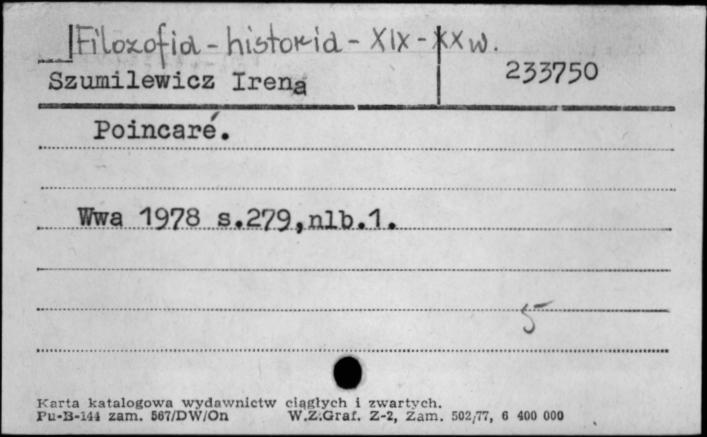 Filozofia - historia - XIX - XX w.
Szumilewicz Irena 233750
Poincaré.
Wwa 1978 s.279,nlb.1.
5
Karta katalogowa wydawnictw ciągłych i zwartych.
Pu-B-144 zam. 567/DW/On W.Z.Graf. Z-2, Zam. 502/77, 6 400 000